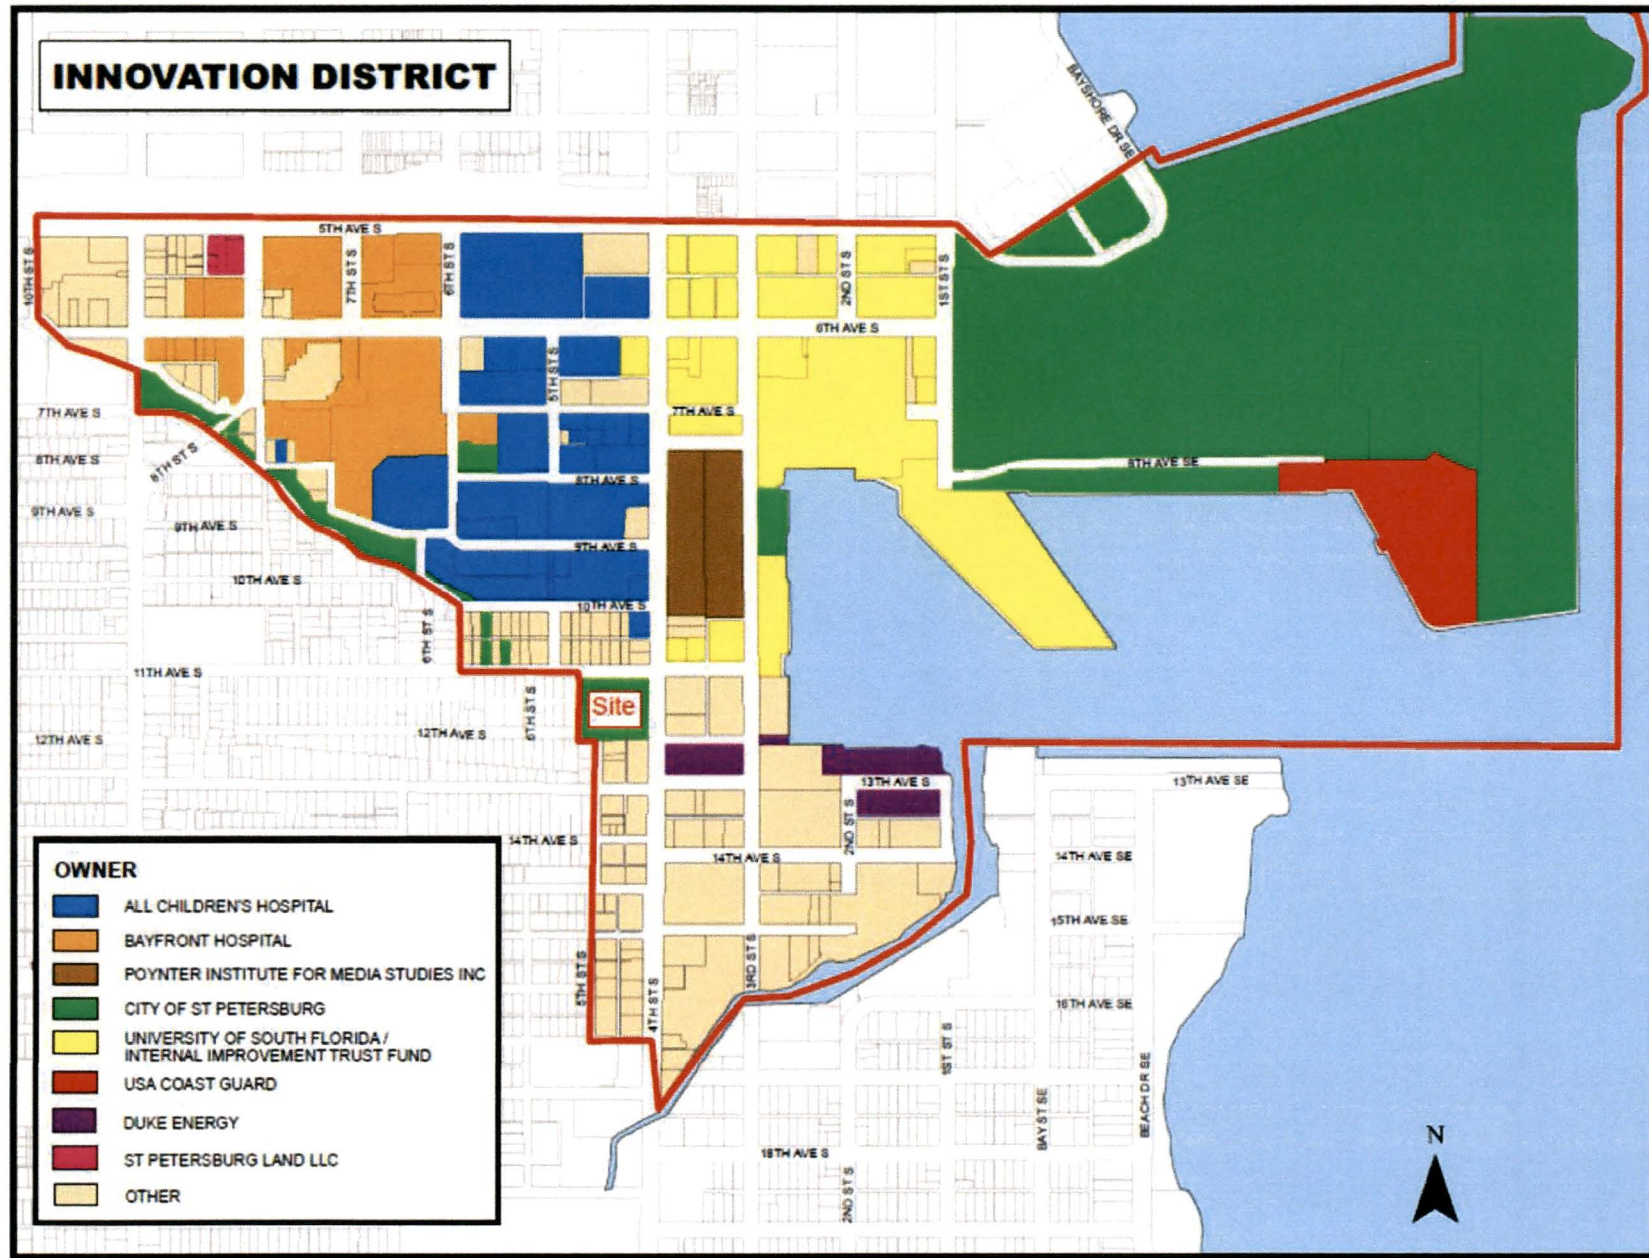 INNOVATION DISTRICT
BAYSHORE DR SE
5TH AVE S
10TH ST S
7TH ST S
6TH ST S
2ND ST S
1ST ST S
6TH AVE S
5TH ST S
7TH AVE S
7TH AVE S
8TH AVE S
8TH ST S
8TH AVE S
8TH AVE SE
9TH AVE S
9TH AVE S
9TH AVE S
10TH AVE S
10TH AVE S
6TH ST S
11TH AVE S
6TH ST S
Site
12TH AVE S
12TH AVE S
13TH AVE S
13TH AVE SE
2ND ST S
14TH AVE S
14TH AVE S
14TH AVE SE
15TH AVE SE
5TH ST S
4TH ST S
3RD ST S
16TH AVE SE
1ST ST S
BAY ST SE
BEACH DR SE
18TH AVE S
2ND ST S
N
OWNER
ALL CHILDREN'S HOSPITAL
BAYFRONT HOSPITAL
POYNTER INSTITUTE FOR MEDIA STUDIES INC
CITY OF ST PETERSBURG
UNIVERSITY OF SOUTH FLORIDA /
INTERNAL IMPROVEMENT TRUST FUND
USA COAST GUARD
DUKE ENERGY
ST PETERSBURG LAND LLC
OTHER